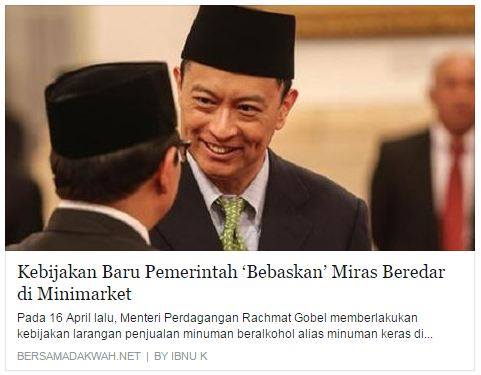 Kebijakan Baru Pemerintah ‘Bebaskan’ Miras Beredar
di Minimarket
Pada 16 April lalu, Menteri Perdagangan Rachmat Gobel memberlakukan
kebijakan larangan penjualan minuman beralkohol alias minuman keras di...
BERSAMADAKWAH.NET | BY IBNU K